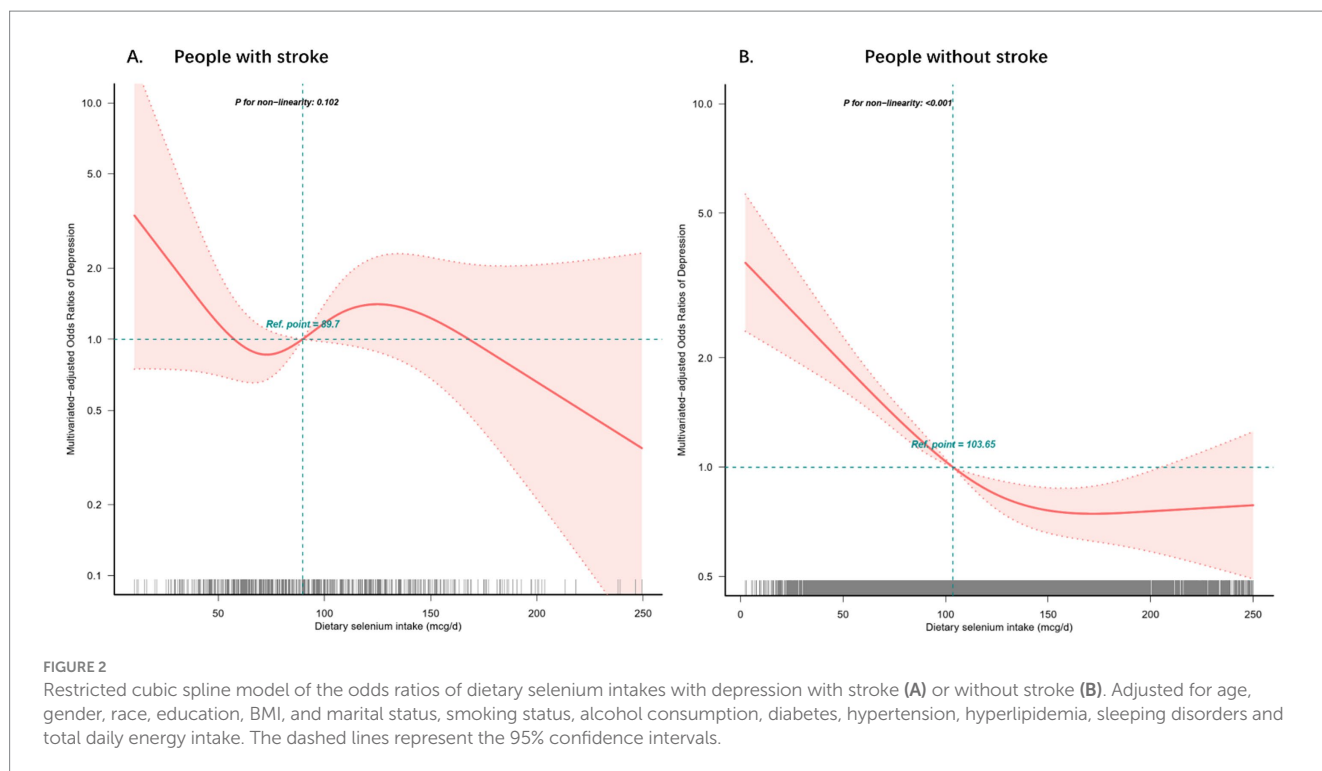 A. People with stroke
P for non-linearity: 0.102
10.0
5.0
2.0
1.0
0.5
0.2
0.1
Multivariated-adjusted Odds Ratios of Depression
Ref. point = 89.7
50
100
150
200
250
Dietary selenium intake (mcg/d)
B. People without stroke
P for non-linearity: <0.001
10.0
5.0
2.0
1.0
0.5
Multivariated-adjusted Odds Ratios of Depression
Ref. point = 103.65
0
50
100
150
200
250
Dietary selenium intake (mcg/d)
FIGURE 2
Restricted cubic spline model of the odds ratios of dietary selenium intakes with depression with stroke (A) or without stroke (B). Adjusted for age,
gender, race, education, BMI, and marital status, smoking status, alcohol consumption, diabetes, hypertension, hyperlipidemia, sleeping disorders and
total daily energy intake. The dashed lines represent the 95% confidence intervals.